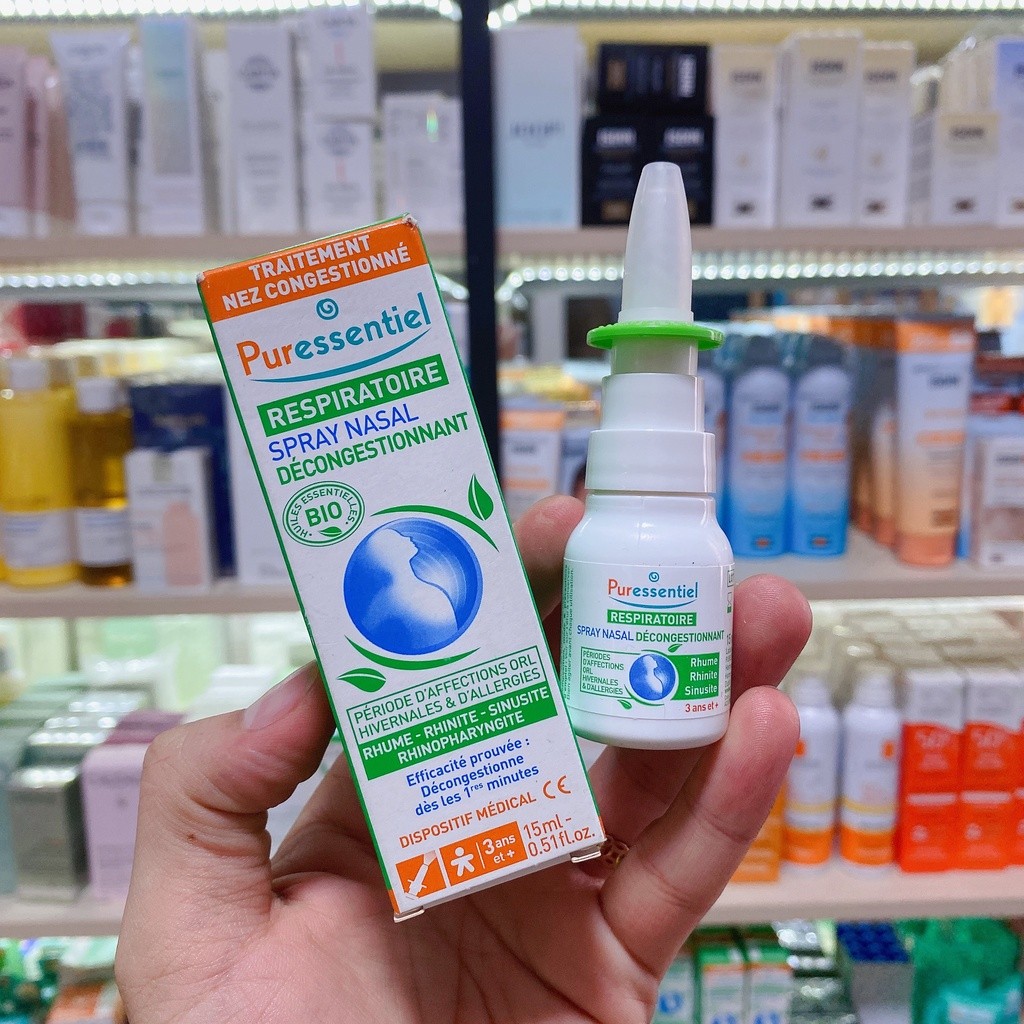 TRAITEMENT
NEZ CONGESTIONNÉ
Puressentiel
RESPIRATOIRE
SPRAY NASAL
DÉCONGESTIONNANT
HUILES ESSENTIELLES
BIO
PÉRIODE D'AFFECTIONS ORL
HIVERNALES & D'ALLERGIES
RHUME - RHINITE - SINUSITE
RHINOPHARYNGITE
Efficacité prouvée :
Décongestionne
dès les 1res minutes
DISPOSITIF MÉDICAL CE
3 ans
et +
15mL-
0.51fl.oz.
Puressentiel
RESPIRATOIRE
SPRAY NASAL DÉCONGESTIONNANT
PÉRIODES
D'AFFECTIONS
ORL
HIVERNALES
& D'ALLERGIES
Rhume
Rhinite
Sinusite
3 ans et +